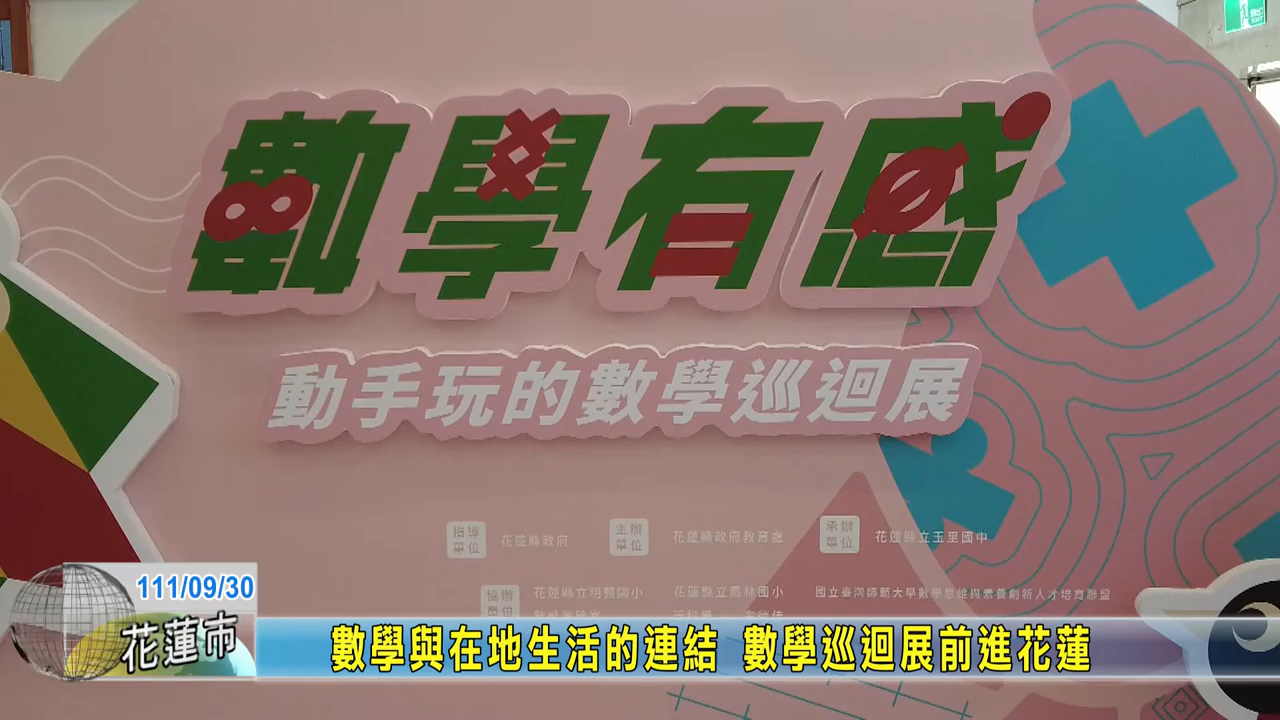 數學有感
動手玩的數學巡迴展
指導單位 花蓮縣政府 主辦單位 花蓮縣政府教育處 承辦單位 花蓮縣立玉里國中
協辦單位 花蓮縣立明義國小 花蓮縣立鳳林國小 國立臺灣師範大學數學思維與素養創新人才培育聯盟
111/09/30
花蓮市
數學與在地生活的連結 數學巡迴展前進花蓮